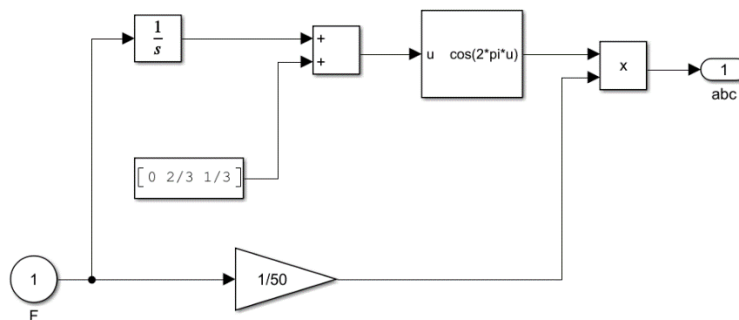 1
s
+
+
u cos(2*pi*u)
x
1
abc
[ 0 2/3 1/3 ]
1
1/50
F